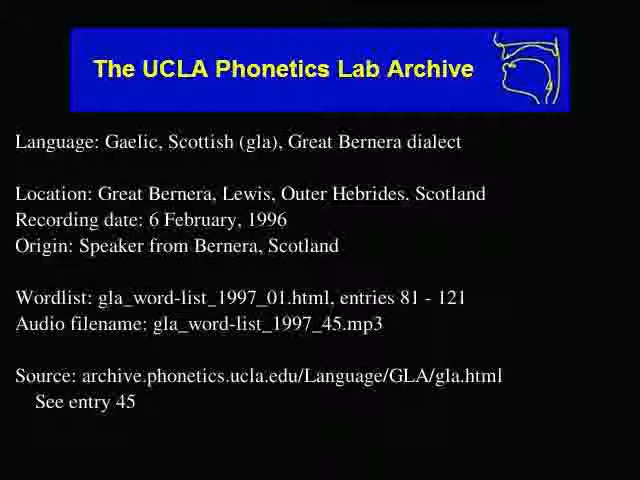 The UCLA Phonetics Lab Archive
Language: Gaelic, Scottish (gla), Great Bernera dialect
Location: Great Bernera, Lewis, Outer Hebrides. Scotland
Recording date: 6 February, 1996
Origin: Speaker from Bernera, Scotland
Wordlist: gla_word-list_1997_01.html, entries 81 - 121
Audio filename: gla_word-list_1997_45.mp3
Source: archive.phonetics.ucla.edu/Language/GLA/gla.html
See entry 45